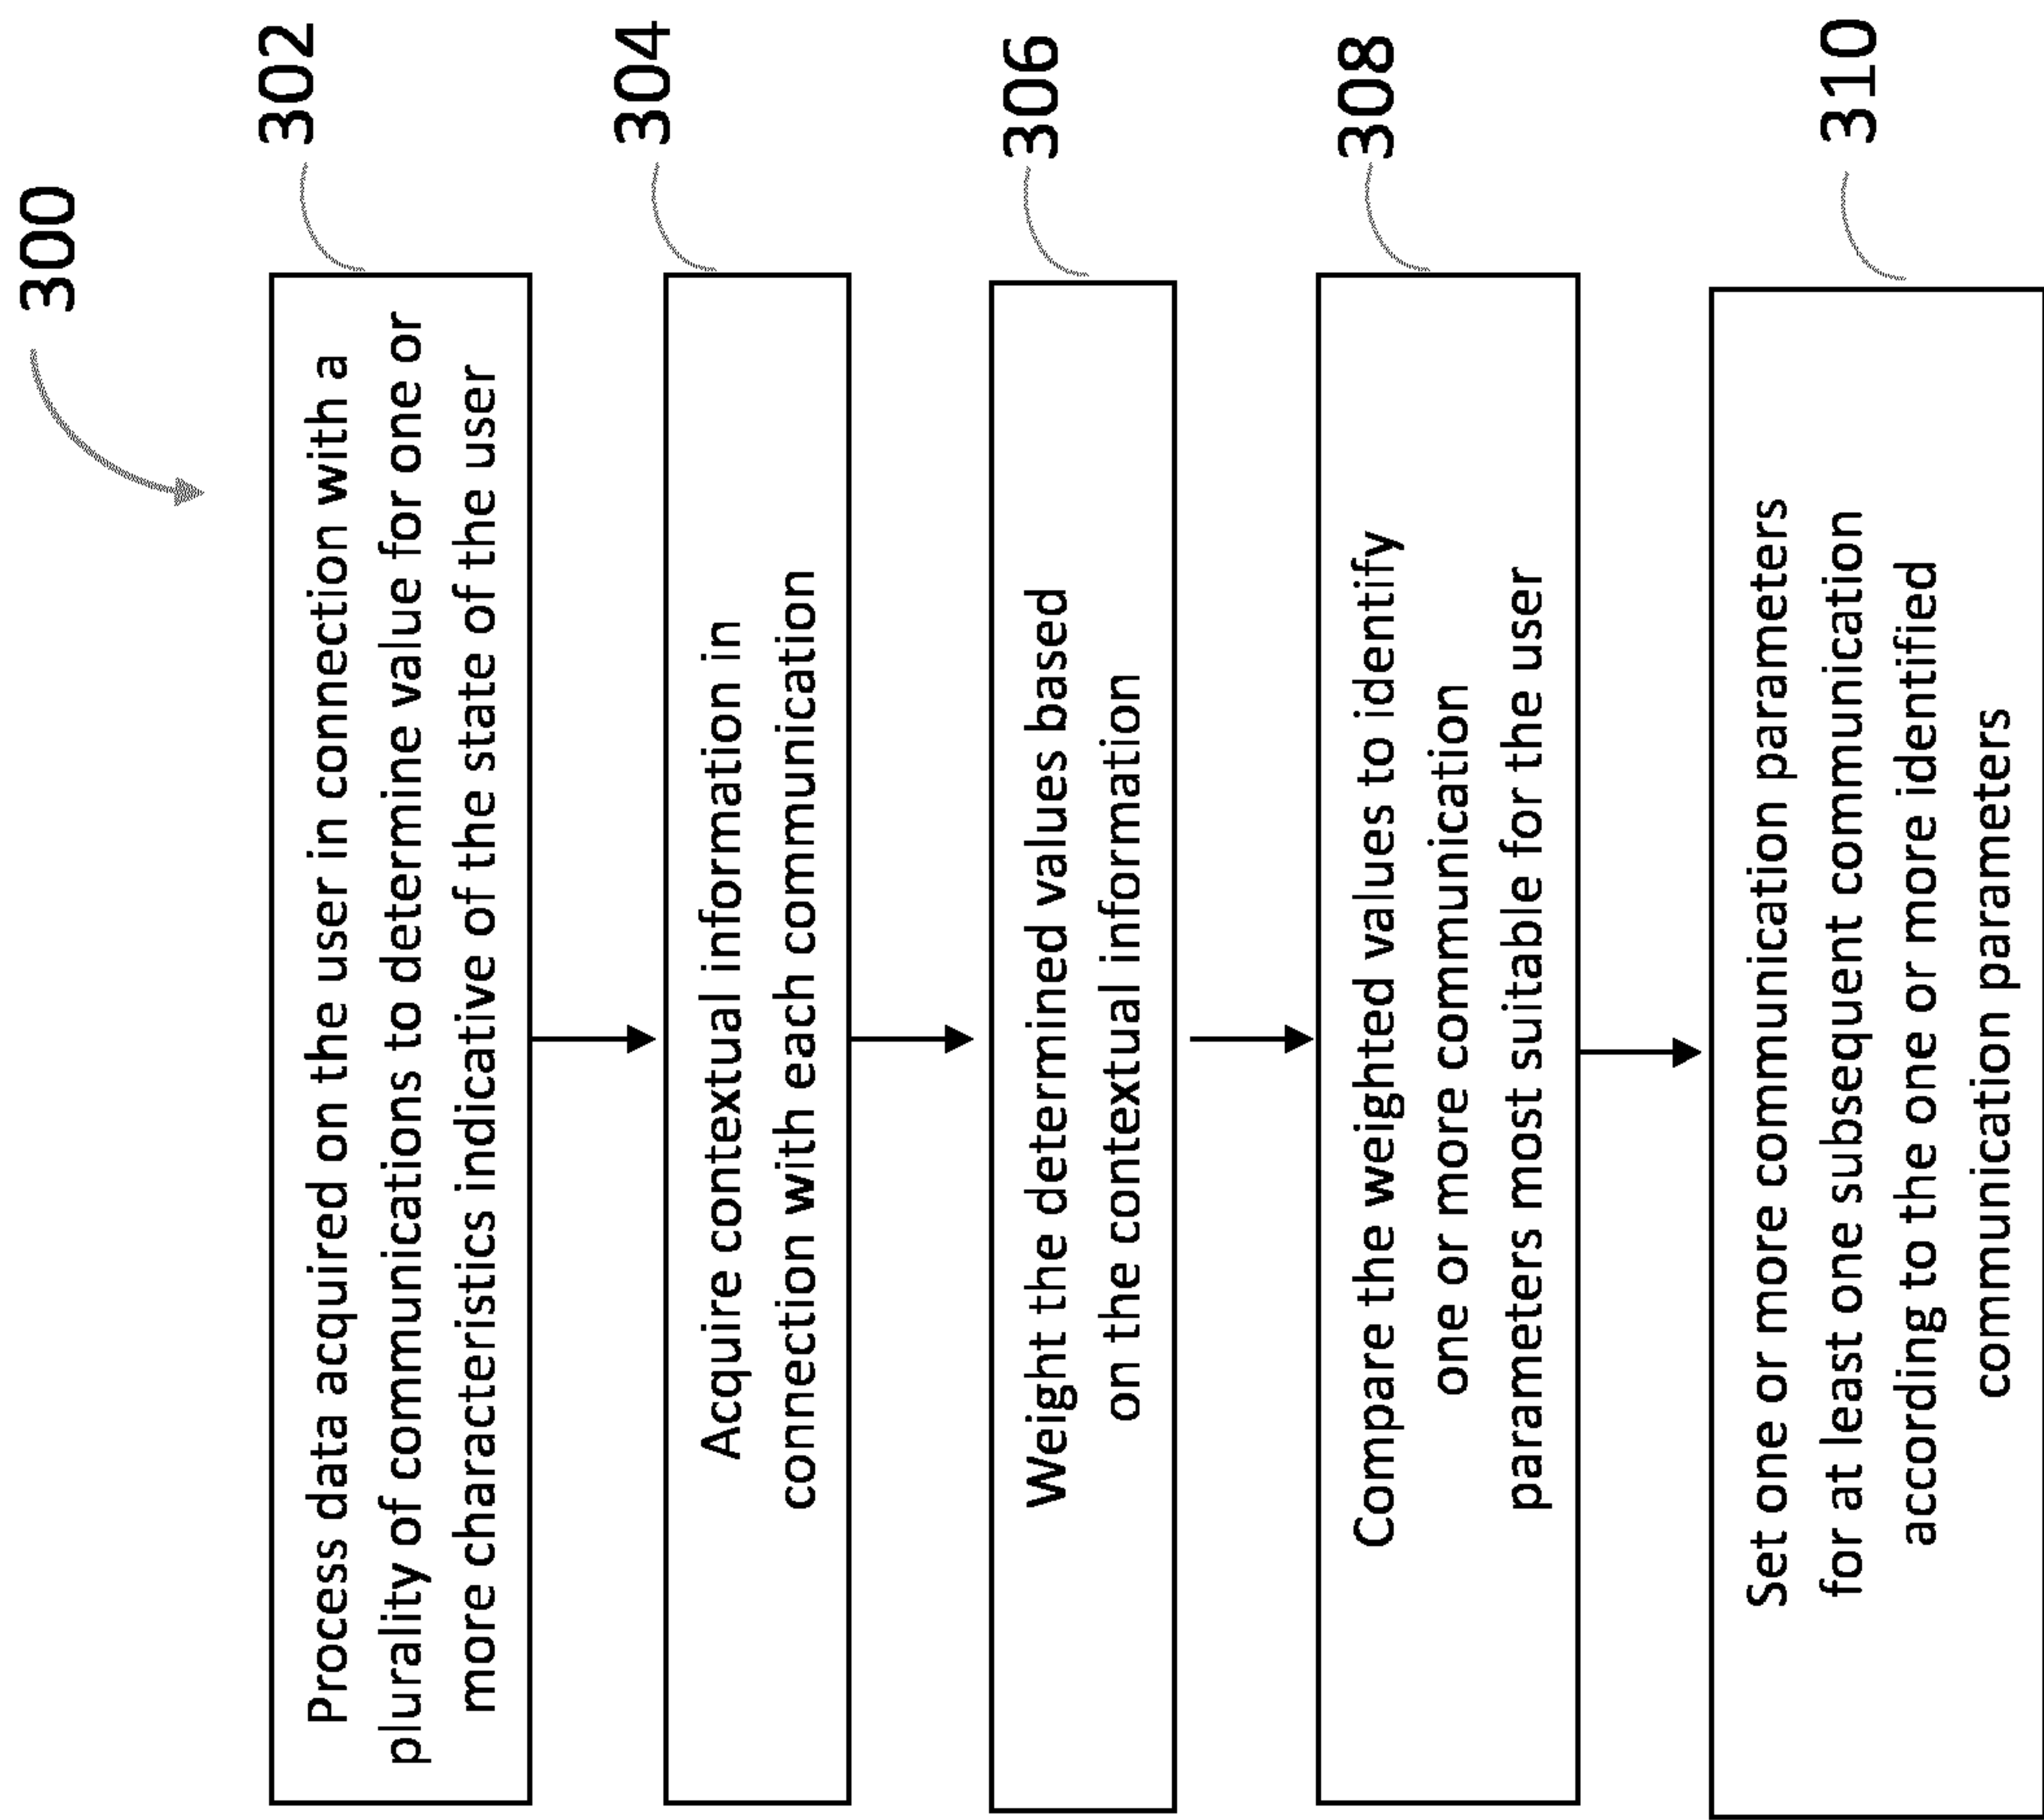 300
302
Process data acquired on the user in connection with a
plurality of communications to determine value for one or
more characteristics indicative of the state of the user
304
Acquire contextual information in
connection with each communication
306
Weight the determined values based
on the contextual information
308
Compare the weighted values to identify
one or more communication
parameters most suitable for the user
310
Set one or more communication parameters
for at least one subsequent communication
according to the one or more identified
communication parameters